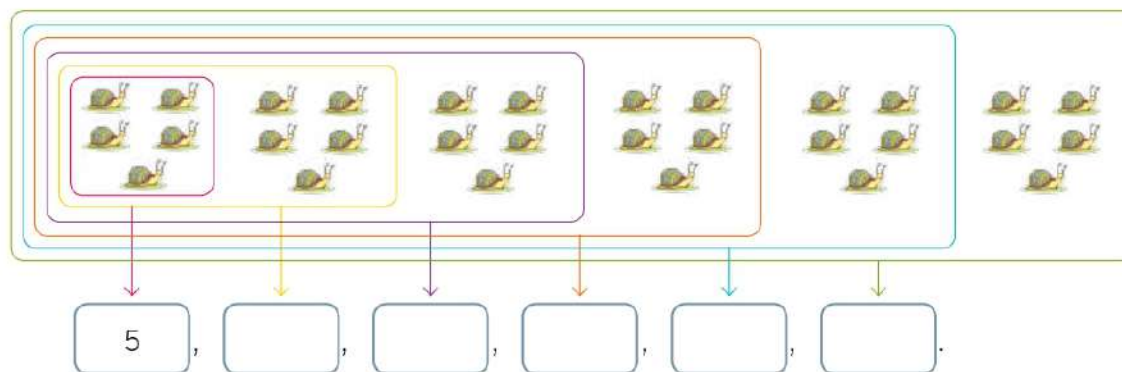 5 , , , , , .